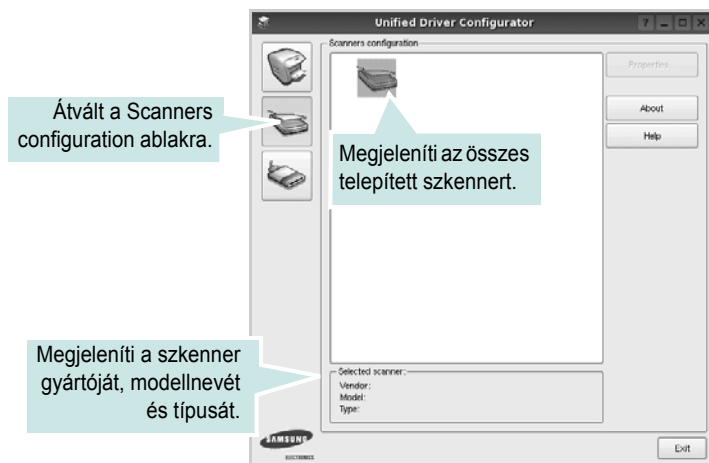 Unified Driver Configurator
Scanners configuration
Properties...
About
Help
Átvált a Scanners
configuration ablakra.
Megjeleníti az összes
telepített szkennert.
Megjeleníti a szkenner
gyártóját, modellnevét
és típusát.
Selected scanner:
Vendor:
Model:
Type:
SAMSUNG
ELECTRONICS
Exit